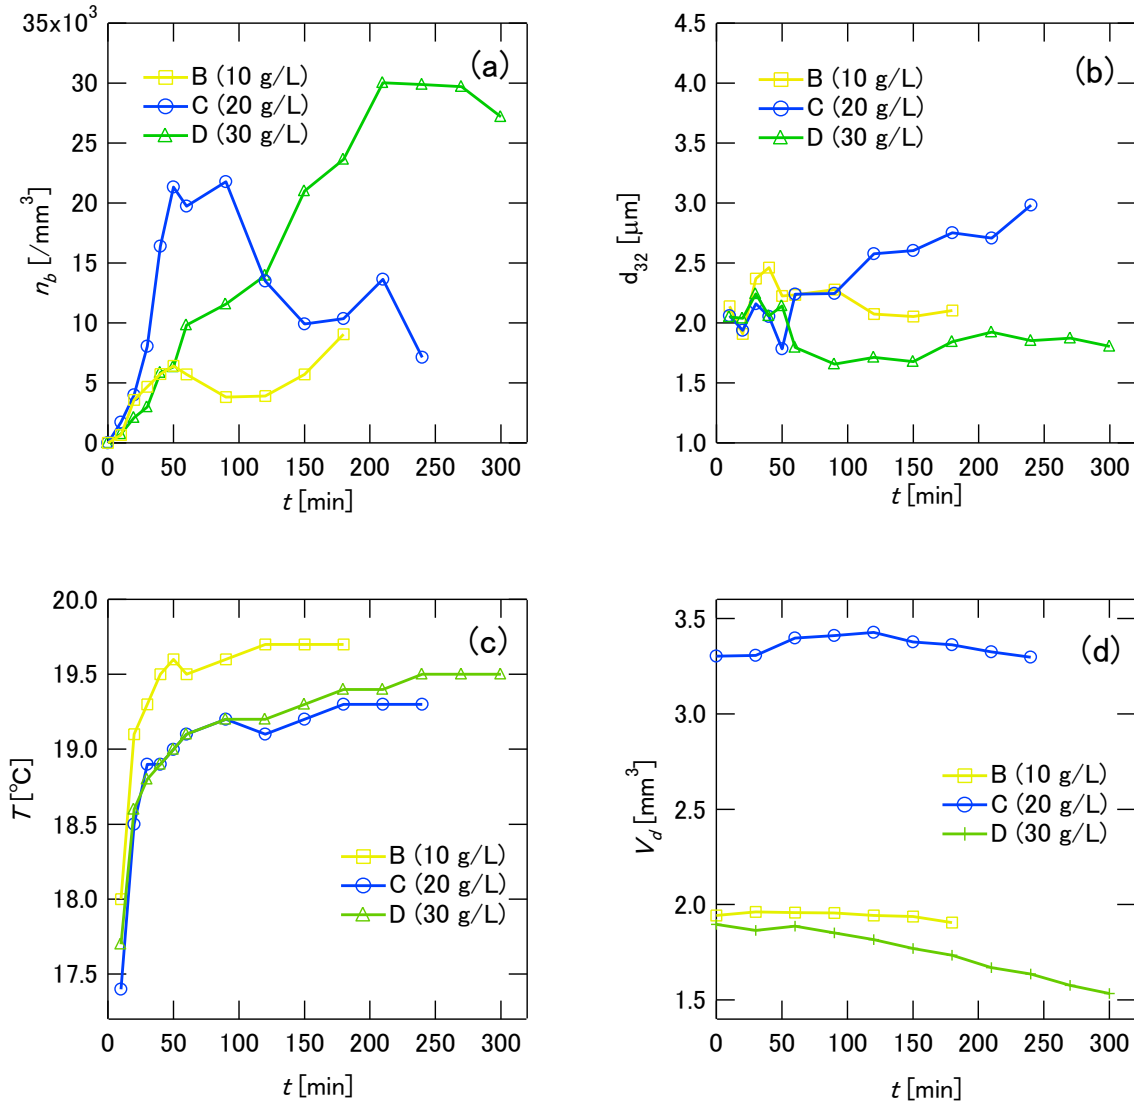 35x10³
30
25
20
15
10
5
0
n_b [/mm³]
(a)
B (10 g/L)
C (20 g/L)
D (30 g/L)
0 50 100 150 200 250 300
t [min]
4.5
4.0
3.5
3.0
2.5
2.0
1.5
1.0
d₃₂ [μm]
(b)
B (10 g/L)
C (20 g/L)
D (30 g/L)
0 50 100 150 200 250 300
t [min]
20.0
19.5
19.0
18.5
18.0
17.5
T [℃]
(c)
B (10 g/L)
C (20 g/L)
D (30 g/L)
0 50 100 150 200 250 300
t [min]
3.5
3.0
2.5
2.0
1.5
V_d [mm³]
(d)
B (10 g/L)
C (20 g/L)
D (30 g/L)
0 50 100 150 200 250 300
t [min]